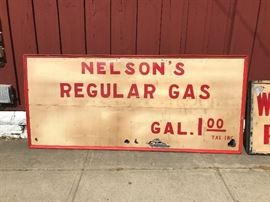 NELSON'S
REGULAR GAS
GAL. 1 00
TAX INC
W